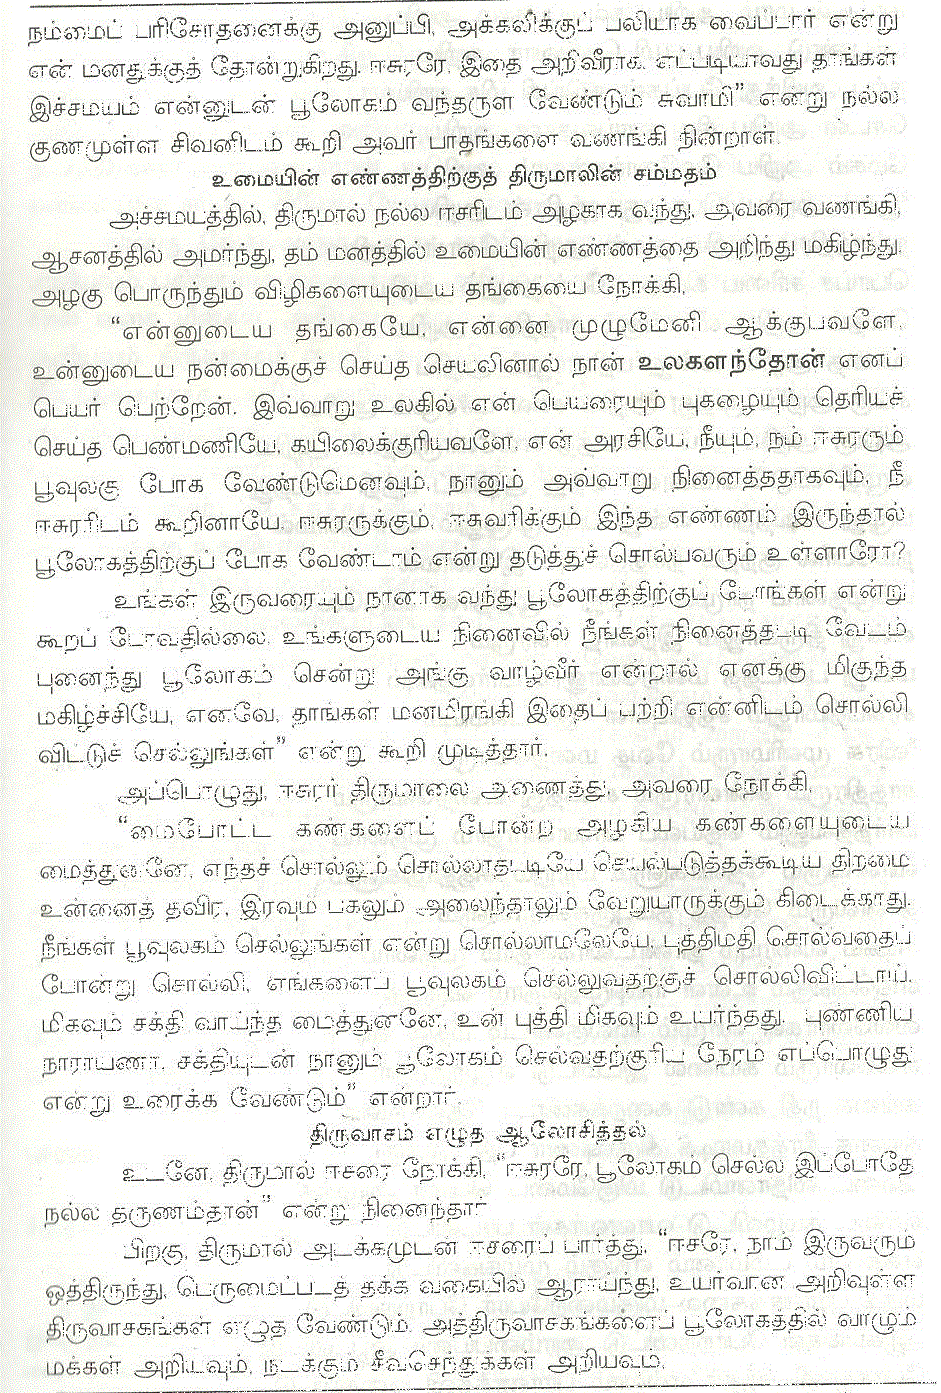 நம்மைப் பரிசோதனைக்கு அனுப்பி, அக்கலிக்குப் பலியாக வைப்பார் என்று
என் மனதுக்குத் தோன்றுகிறது. ஈசுரரே, இதை அறிவீராக. எப்படியாவது தாங்கள்
இச்சமயம் என்னுடன் பூலோகம் வந்தருள வேண்டும் சுவாமி” என்று நல்ல
குணமுள்ள சிவனிடம் கூறி அவர் பாதங்களை வணங்கி நின்றாள்.
உமையின் எண்ணத்திற்குத் திருமாலின் சம்மதம்
அச்சமயத்தில், திருமால் நல்ல ஈசரிடம் அழகாக வந்து, அவரை வணங்கி,
ஆசனத்தில் அமர்ந்து, தம் மனத்தில் உமையின் எண்ணத்தை அறிந்து மகிழ்ந்து,
அழகு பொருந்தும் விழிகளையுடைய தங்கையை நோக்கி,
“என்னுடைய தங்கையே, என்னை முழுமேனி ஆக்குபவளே,
உன்னுடைய நன்மைக்குச் செய்த செயலினால் நான் உலகளந்தோன் எனப்
பெயர் பெற்றேன். இவ்வாறு உலகில் என் பெயரையும் புகழையும் தெரியச்
செய்த பெண்மணியே, கயிலைக்குரியவளே, என் அரசியே, நீயும், நம் ஈசுரரும்
பூவுலகு போக வேண்டுமெனவும், நானும் அவ்வாறு நினைத்ததாகவும், நீ
ஈசுரரிடம் கூறினாயே, ஈசுரருக்கும், ஈசுவரிக்கும் இந்த எண்ணம் இருந்தால்
பூலோகத்திற்குப் போக வேண்டாம் என்று தடுத்துச் சொல்பவரும் உள்ளாரோ?
உங்கள் இருவரையும் நானாக வந்து பூலோகத்திற்குப் போங்கள் என்று
கூறப் போவதில்லை. உங்களுடைய நினைவில் நீங்கள் நினைத்தபடி வேடம்
புனைந்து பூலோகம் சென்று அங்கு வாழ்வீர் என்றால் எனக்கு மிகுந்த
மகிழ்ச்சியே, எனவே, தாங்கள் மனமிரங்கி இதைப் பற்றி என்னிடம் சொல்லி
விட்டுச் செல்லுங்கள்” என்று கூறி முடித்தார்.
அப்பொழுது, ஈசுரர் திருமாலை அணைத்து, அவரை நோக்கி,
“மைபோட்ட கண்களைப் போன்ற அழகிய கண்களையுடைய
மைத்துனனே, எந்தச் சொல்லும் சொல்லாதபடியே செயல்படுத்தக்கூடிய திறமை
உன்னைத் தவிர, இரவும் பகலும் அலைந்தாலும் வேறுயாருக்கும் கிடைக்காது.
நீங்கள் பூவுலகம் செல்லுங்கள் என்று சொல்லாமலேயே, புத்திமதி சொல்வதைப்
போன்று சொல்லி, எங்களைப் பூவுலகம் செல்லுவதற்குச் சொல்லிவிட்டாய்.
மிகவும் சக்தி வாய்ந்த மைத்துனனே, உன் புத்தி மிகவும் உயர்ந்தது. புண்ணிய
நாராயணா, சக்தியுடன் நானும் பூலோகம் செல்வதற்குரிய நேரம் எப்பொழுது
என்று உரைக்க வேண்டும்” என்றார்.
திருவாசம் எழுத ஆலோசித்தல்
உடனே, திருமால் ஈசரை நோக்கி, “ஈசுரரே, பூலோகம் செல்ல இப்போதே
நல்ல தருணம்தான்” என்று நினைந்தார்
பிறகு, திருமால் அடக்கமுடன் ஈசரைப் பார்த்து, “ஈசரே, நாம் இருவரும்
ஒத்திருந்து, பெருமைப்படத் தக்க வகையில் ஆராய்ந்து, உயர்வான அறிவுள்ள
திருவாசகங்கள் எழுத வேண்டும். அத்திருவாசகங்களைப் பூலோகத்தில் வாழும்
மக்கள் அறியவும், நடக்கும் சீவசெந்துக்கள் அறியவும்,